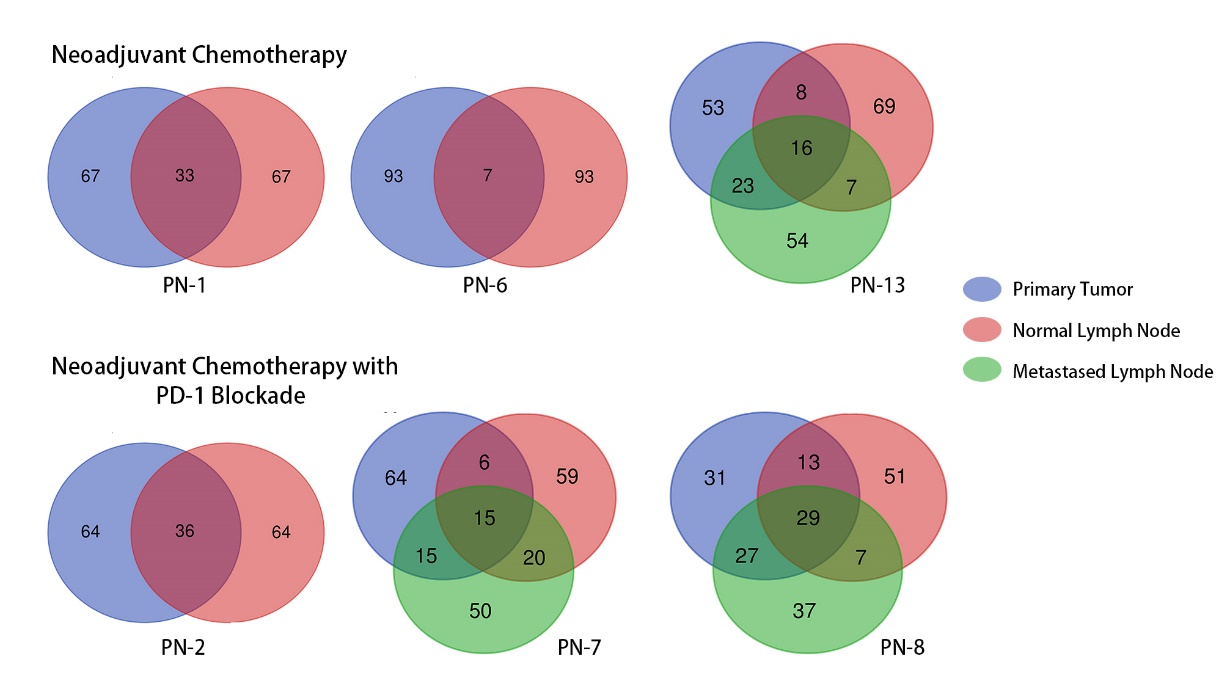 Neoadjuvant Chemotherapy
67
33
67
PN-1
93
7
93
PN-6
53
8
69
16
23
7
54
PN-13
Primary Tumor
Normal Lymph Node
Metastased Lymph Node
Neoadjuvant Chemotherapy with
PD-1 Blockade
64
36
64
PN-2
64
6
59
15
15
20
50
PN-7
31
13
51
29
27
7
37
PN-8